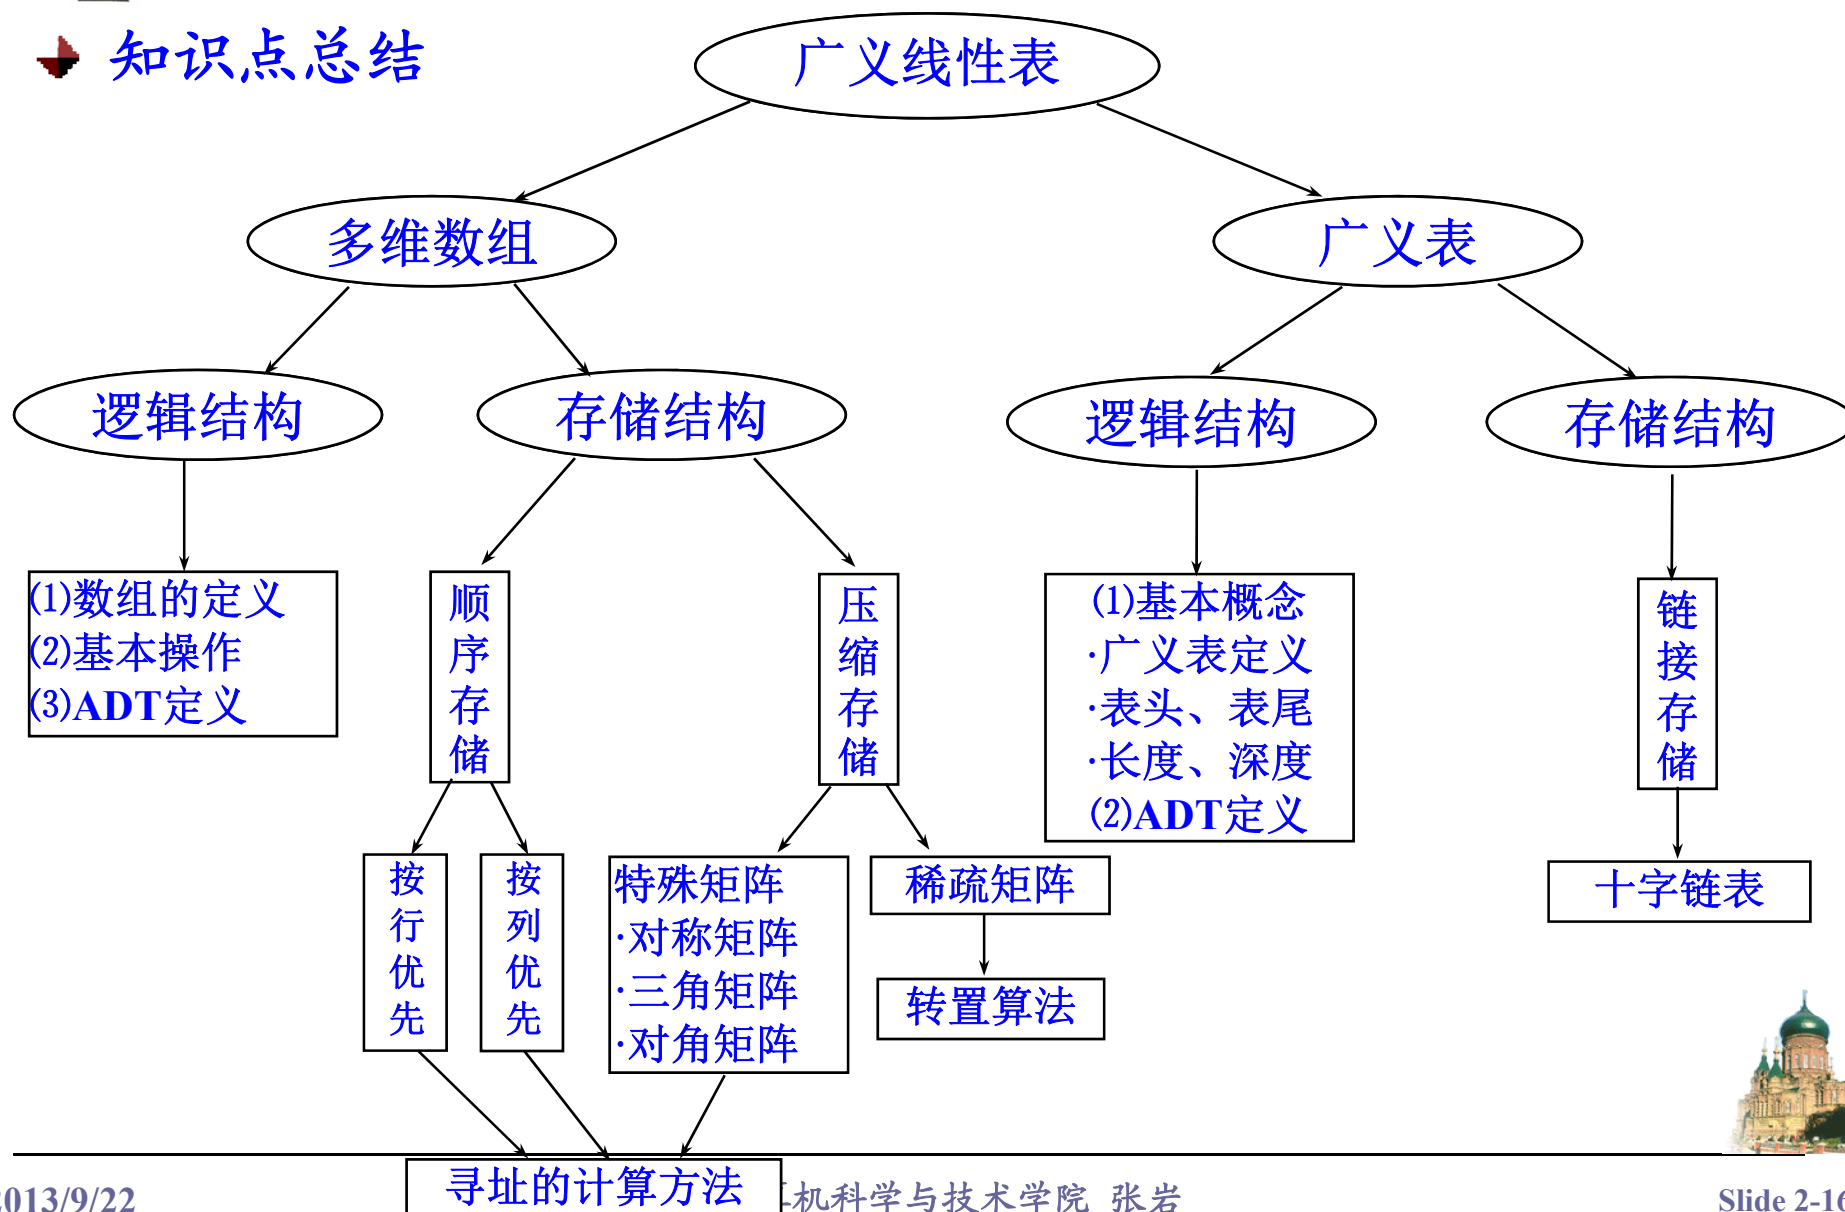 知识点总结
广义线性表
多维数组
广义表
逻辑结构
存储结构
逻辑结构
存储结构
⑴数组的定义
⑵基本操作
⑶ADT定义
顺序存储
压缩存储
⑴基本概念
·广义表定义
·表头、表尾
·长度、深度
⑵ADT定义
链接存储
按行优先
按列优先
特殊矩阵
·对称矩阵
·三角矩阵
·对角矩阵
稀疏矩阵
转置算法
十字链表
寻址的计算方法
2013/9/22
机科学与技术学院 张岩
Slide 2-16